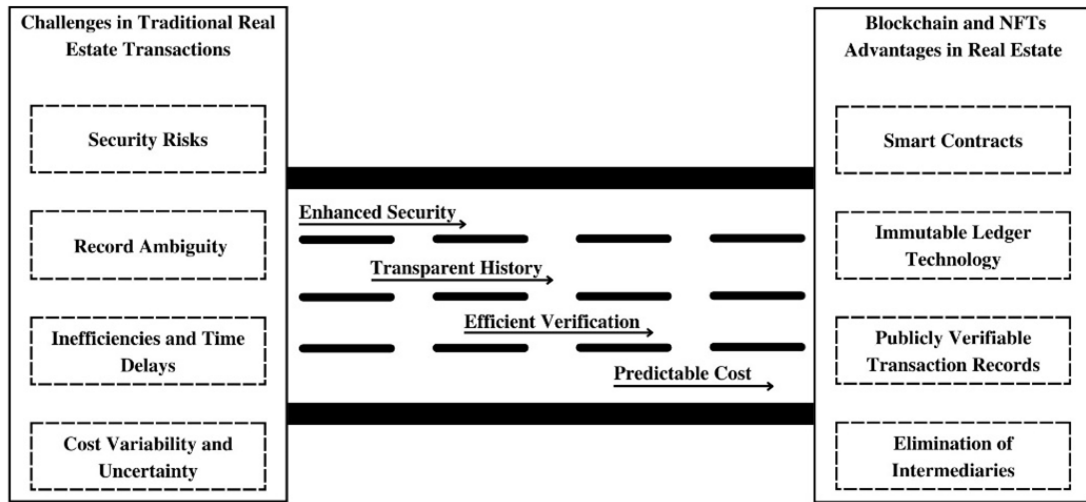 Challenges in Traditional Real
Estate Transactions
Security Risks
Record Ambiguity
Inefficiencies and Time
Delays
Cost Variability and
Uncertainty
Enhanced Security
Transparent History
Efficient Verification
Predictable Cost
Blockchain and NFTs
Advantages in Real Estate
Smart Contracts
Immutable Ledger
Technology
Publicly Verifiable
Transaction Records
Elimination of
Intermediaries